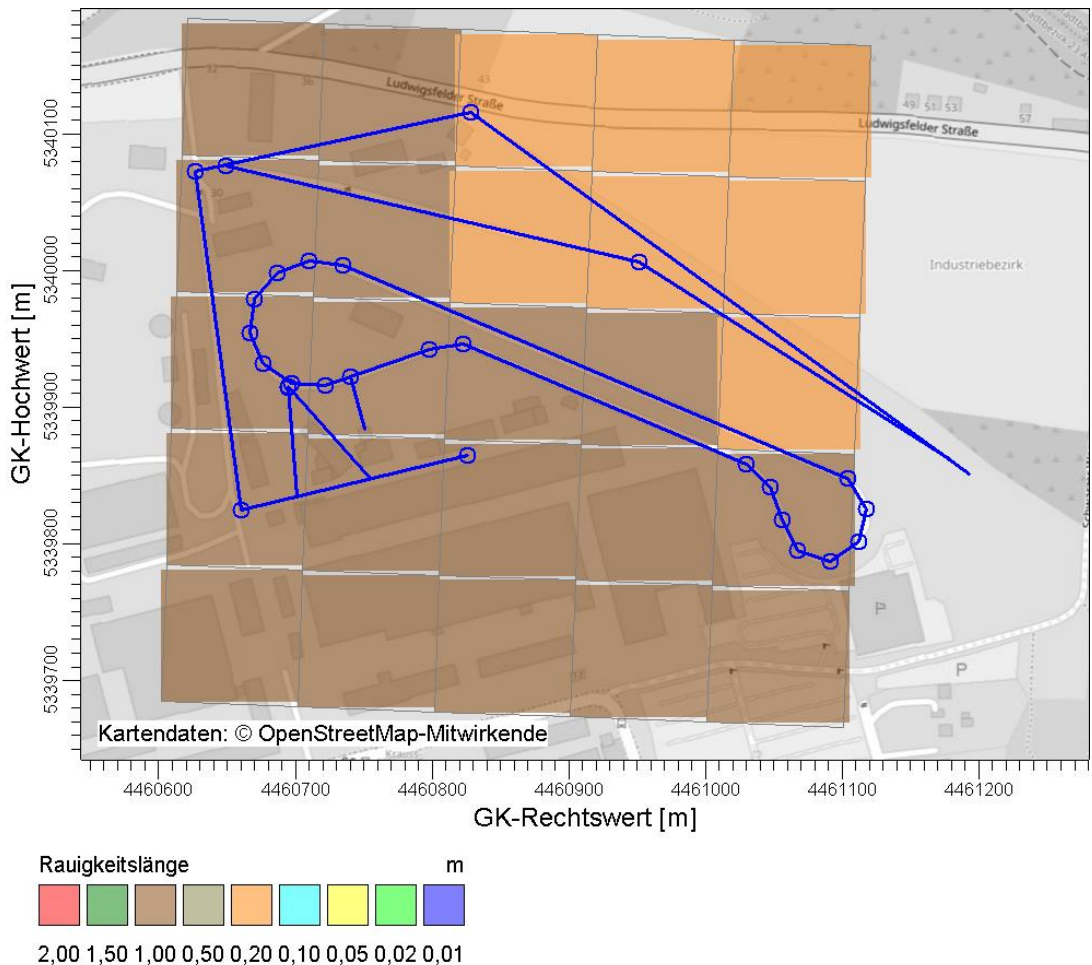 43
32
36
Ludwigsfelder Straße
49 51 53
57
Ludwigsfelder Straße
30
Industriebezirk
P
P
Kartendaten: © OpenStreetMap-Mitwirkende
5340100
5340000
5339900
5339800
5339700
GK-Hochwert [m]
4460600 4460700 4460800 4460900 4461000 4461100 4461200
GK-Rechtswert [m]
Rauigkeitslänge m
2,00 1,50 1,00 0,50 0,20 0,10 0,05 0,02 0,01